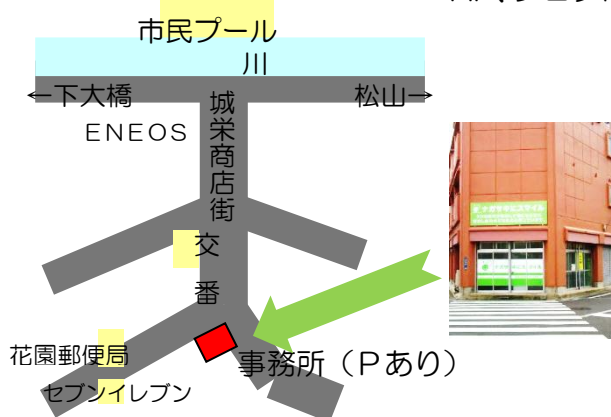 市民プール
川
←下大橋
松山→
ENEOS
城栄商店街
交番
花園郵便局
セブンイレブン
事務所（Pあり）